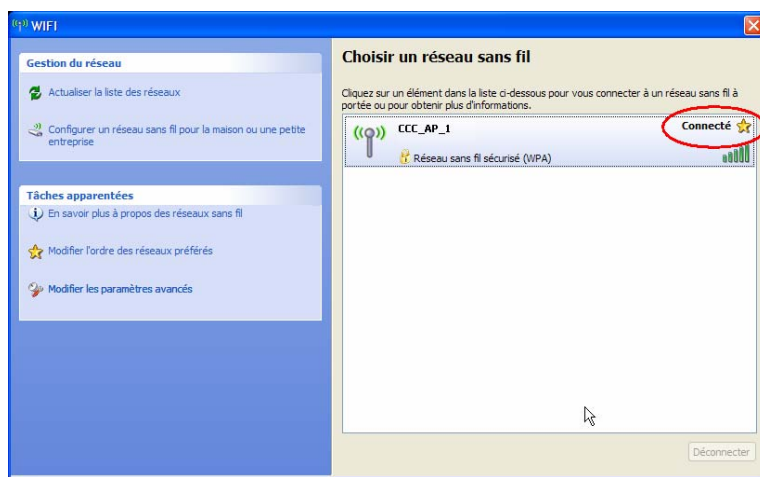 WIFI
Gestion du réseau
Actualiser la liste des réseaux
Configurer un réseau sans fil pour la maison ou une petite
entreprise
Tâches apparentées
En savoir plus à propos des réseaux sans fil
Modifier l'ordre des réseaux préférés
Modifier les paramètres avancés
Choisir un réseau sans fil
Cliquez sur un élément dans la liste ci-dessous pour vous connecter à un réseau sans fil à
portée ou pour obtenir plus d'informations.
CCC_AP_1
Connecté
Réseau sans fil sécurisé (WPA)
Déconnecter